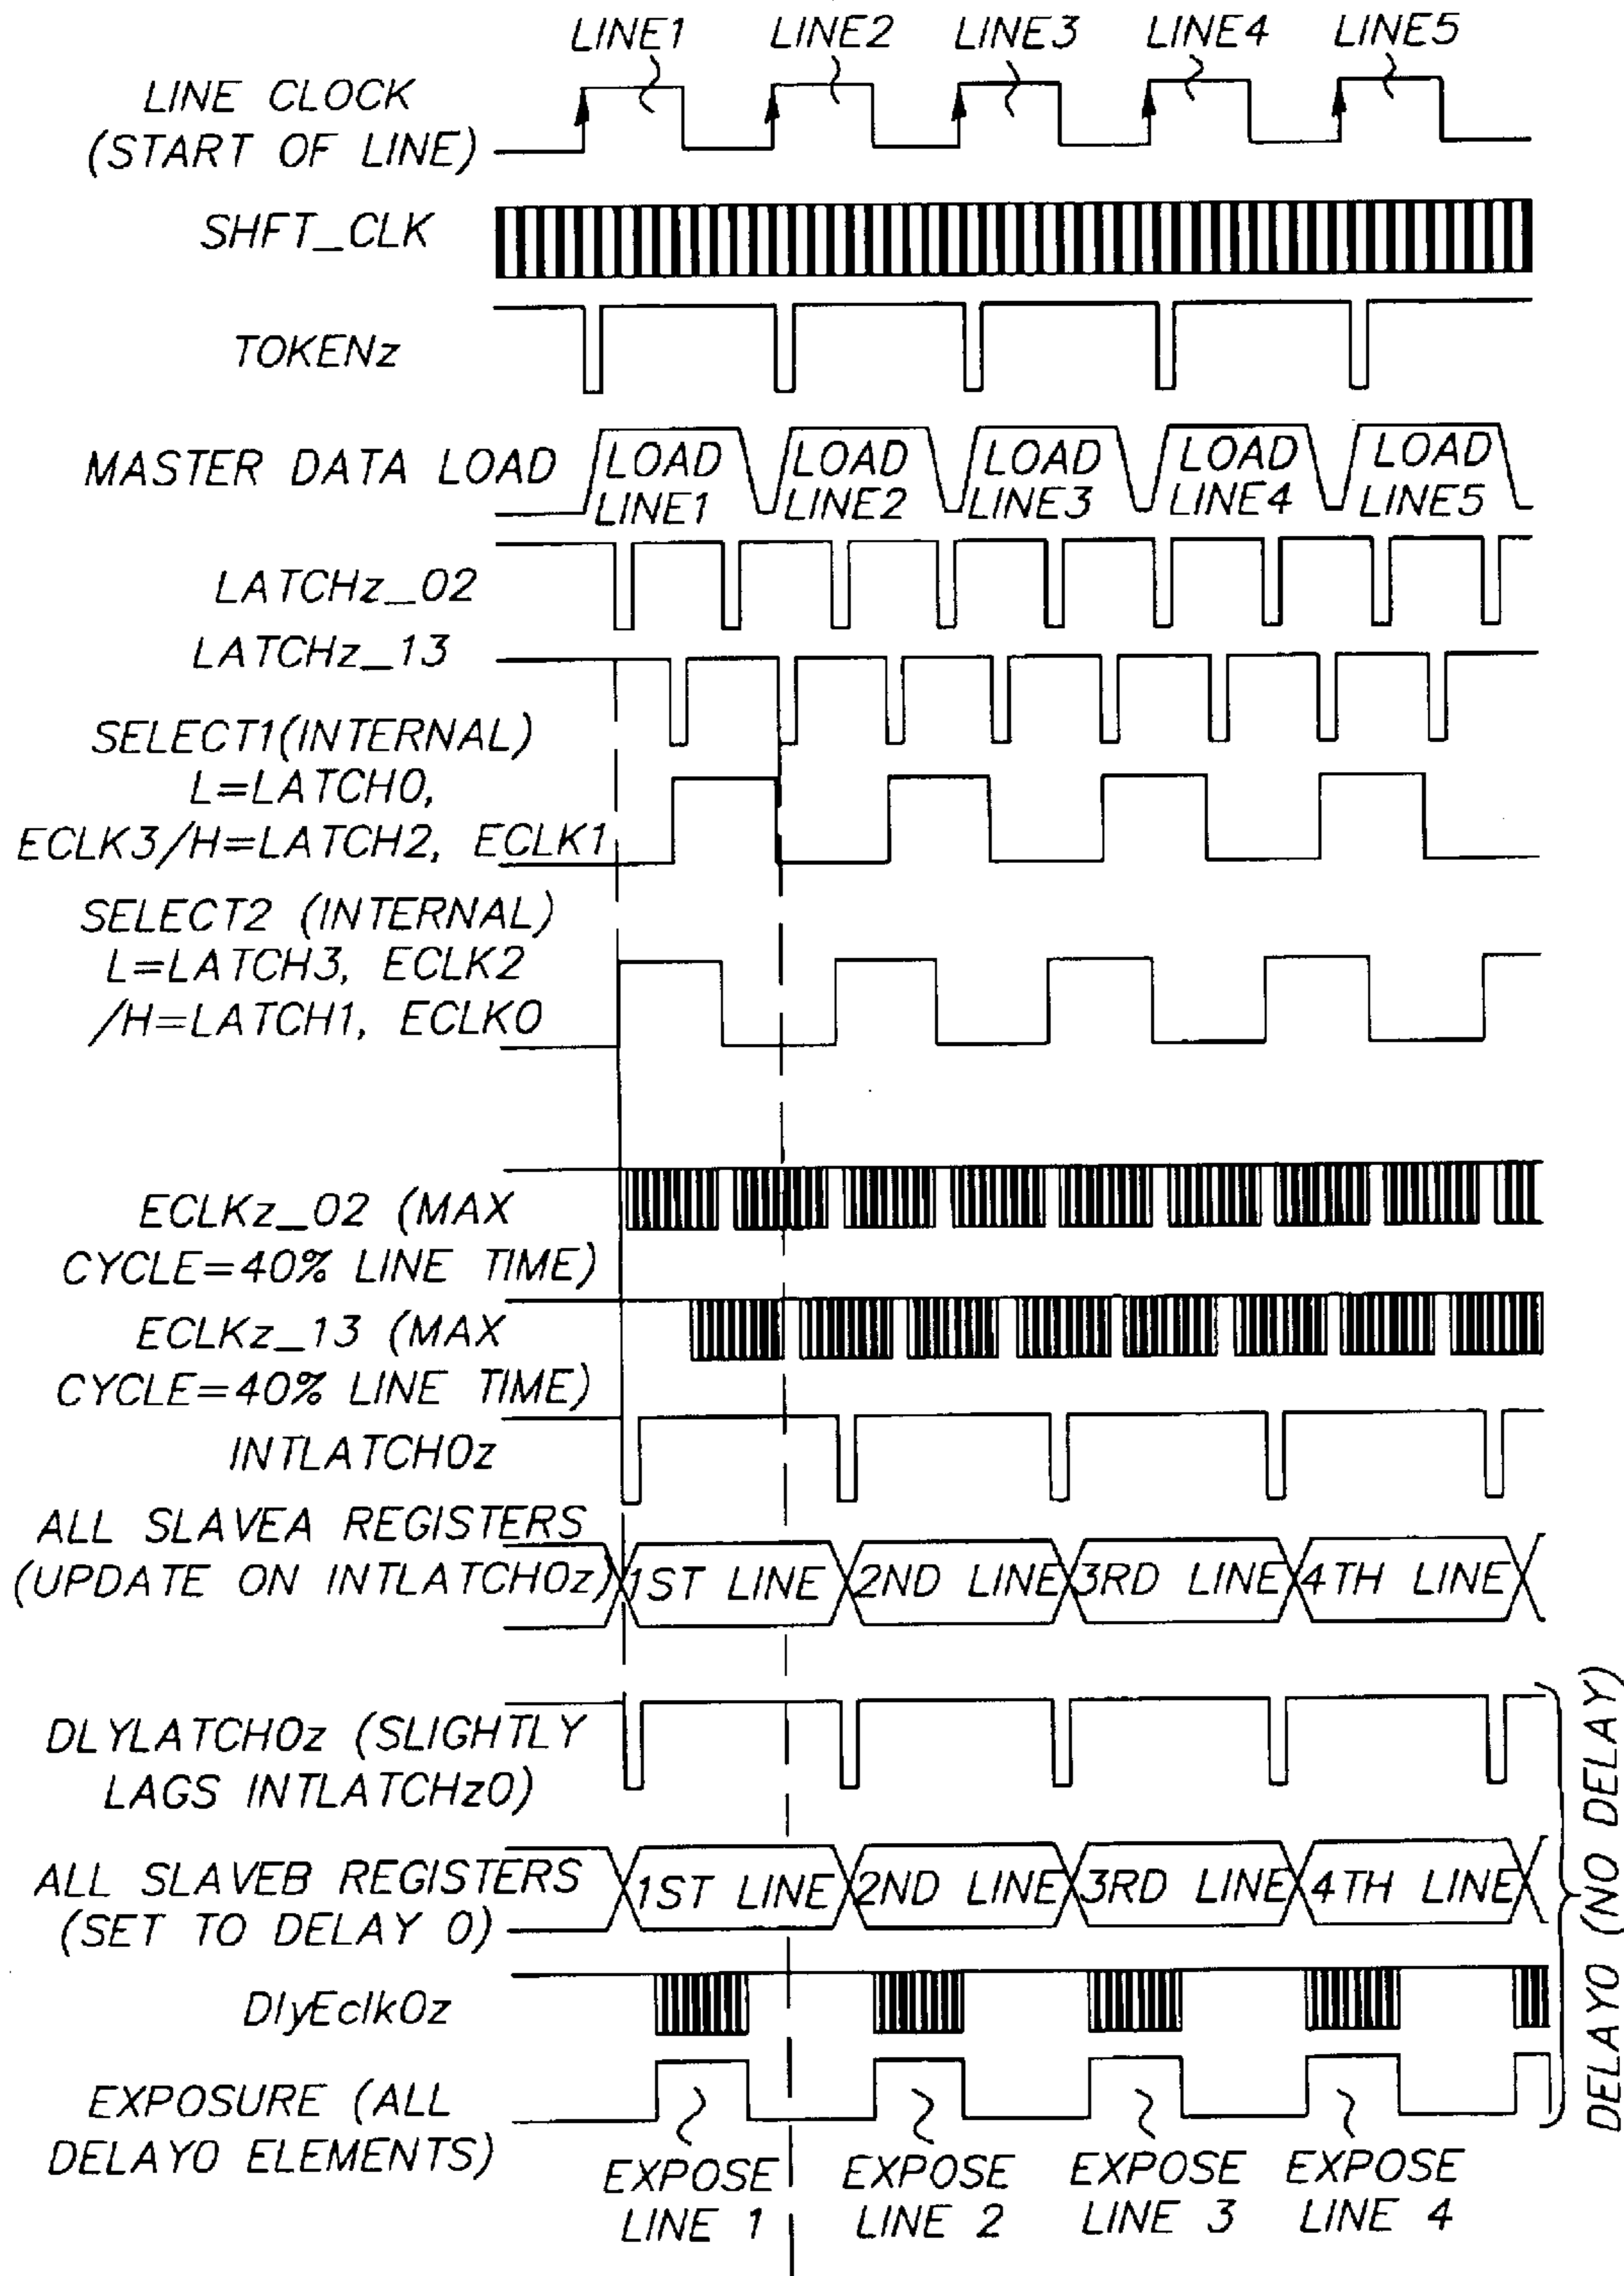 LINE1 LINE2 LINE3 LINE4 LINE5
LINE CLOCK
(START OF LINE)
SHFT_CLK
TOKENz
MASTER DATA LOAD
LOAD LINE1
LOAD LINE2
LOAD LINE3
LOAD LINE4
LOAD LINE5
LATCHz_02
LATCHz_13
SELECT1(INTERNAL)
L=LATCH0,
ECLK3/H=LATCH2, ECLK1
SELECT2 (INTERNAL)
L=LATCH3, ECLK2
/H=LATCH1, ECLK0
ECLKz_02 (MAX
CYCLE=40% LINE TIME)
ECLKz_13 (MAX
CYCLE=40% LINE TIME)
INTLATCH0z
ALL SLAVEA REGISTERS
(UPDATE ON INTLATCH0z)
1ST LINE 2ND LINE 3RD LINE 4TH LINE
DLYLATCH0z (SLIGHTLY
LAGS INTLATCHz0)
ALL SLAVEB REGISTERS
(SET TO DELAY 0)
1ST LINE 2ND LINE 3RD LINE 4TH LINE
DlyEclk0z
EXPOSURE (ALL
DELAY0 ELEMENTS)
EXPOSE LINE 1
EXPOSE LINE 2
EXPOSE LINE 3
EXPOSE LINE 4
DELAY0 (NO DELAY)